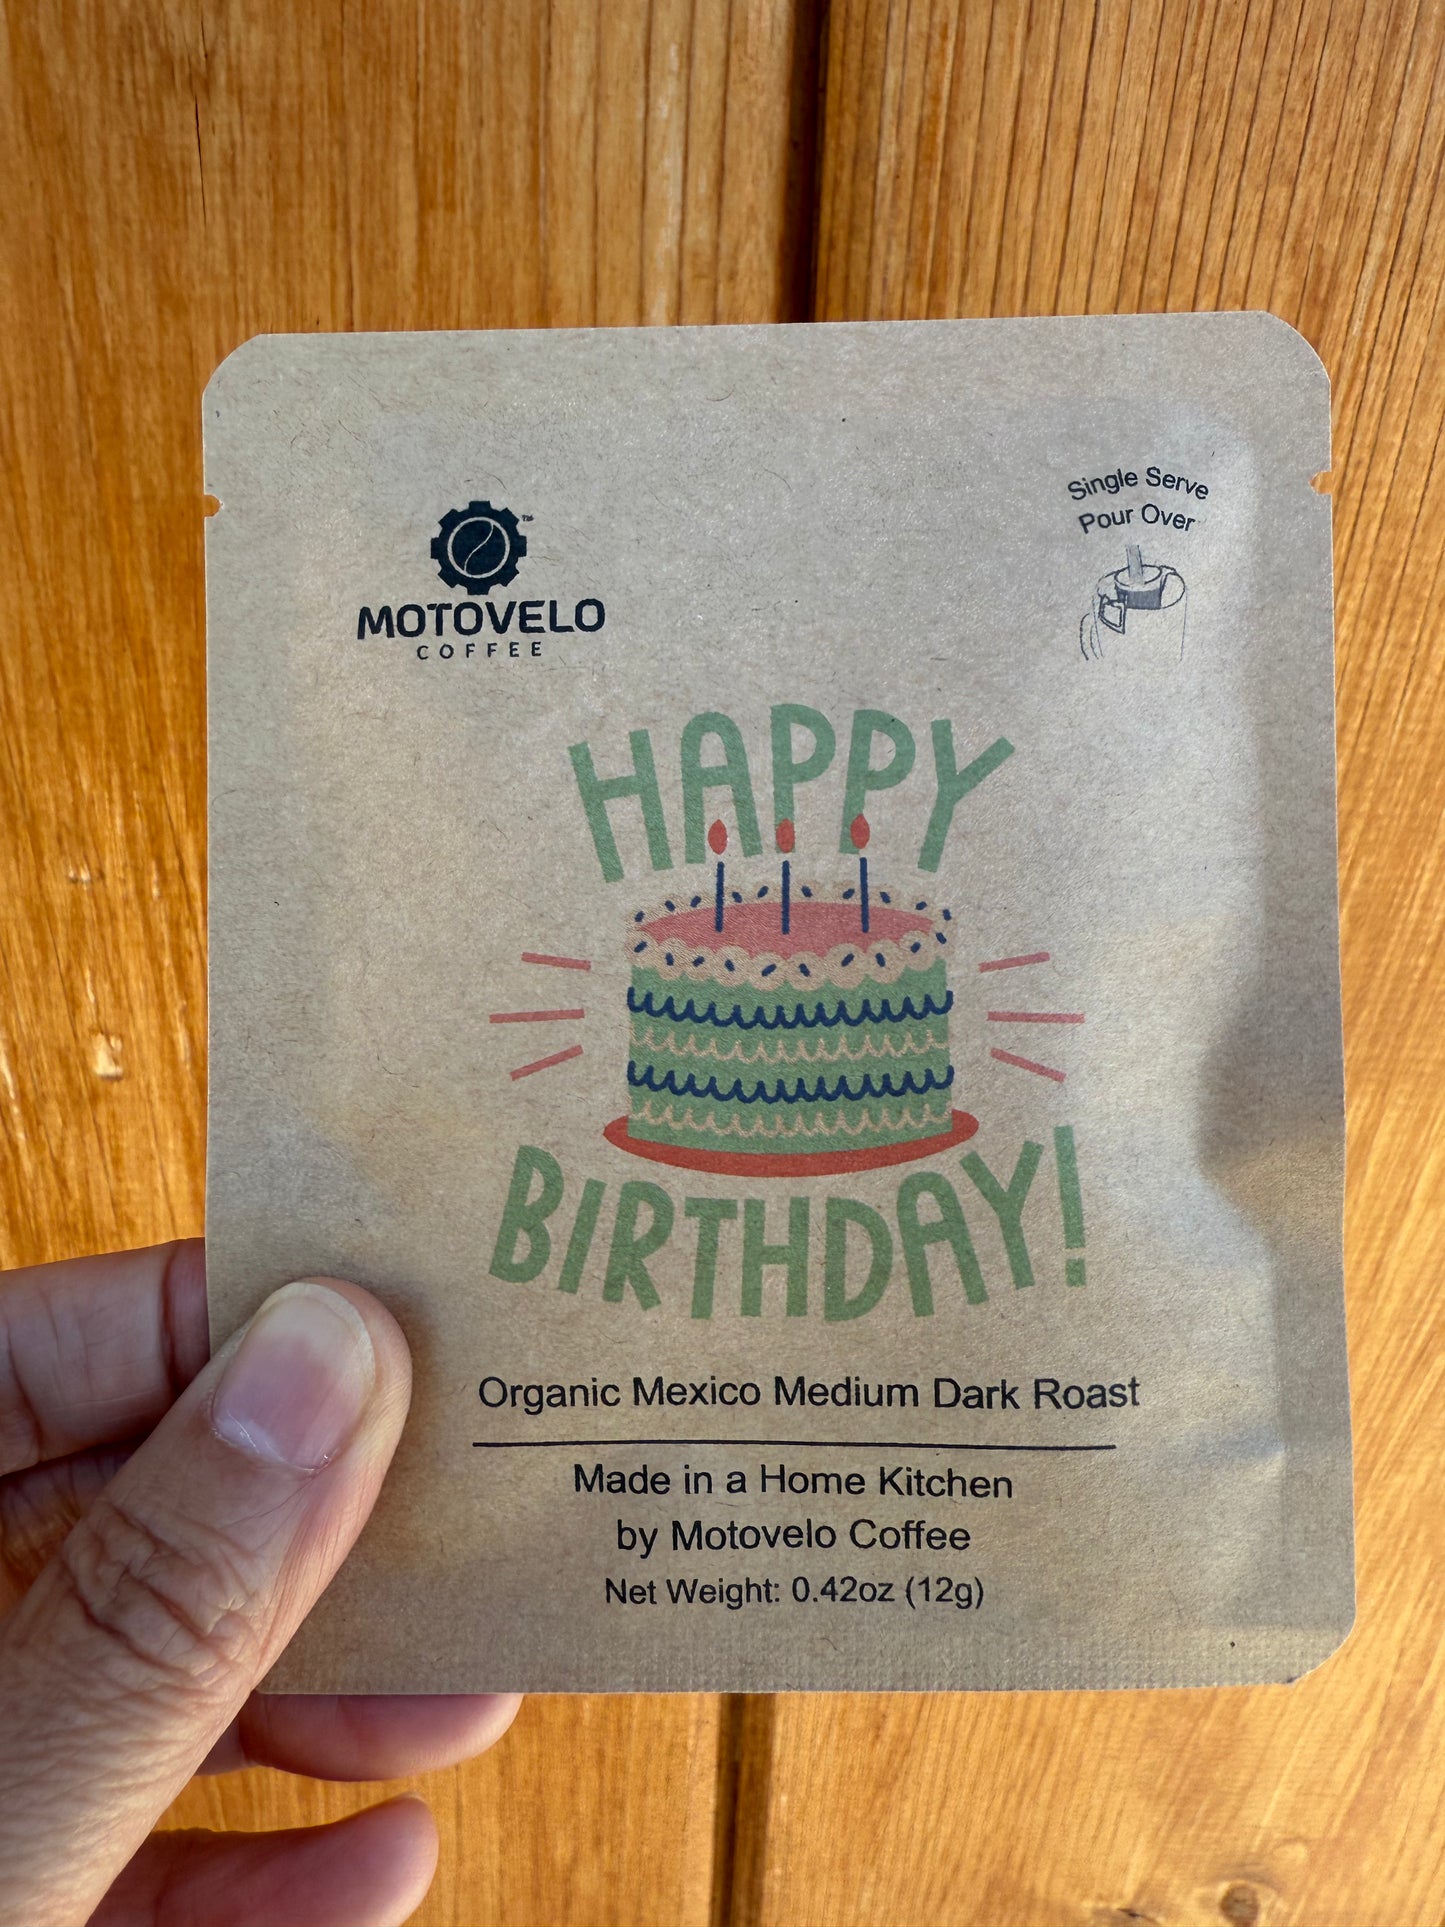 MOTOVELO
COFFEE
™
Single Serve
Pour Over
HAPPY
BIRTHDAY!
Organic Mexico Medium Dark Roast
Made in a Home Kitchen
by Motovelo Coffee
Net Weight: 0.42oz (12g)